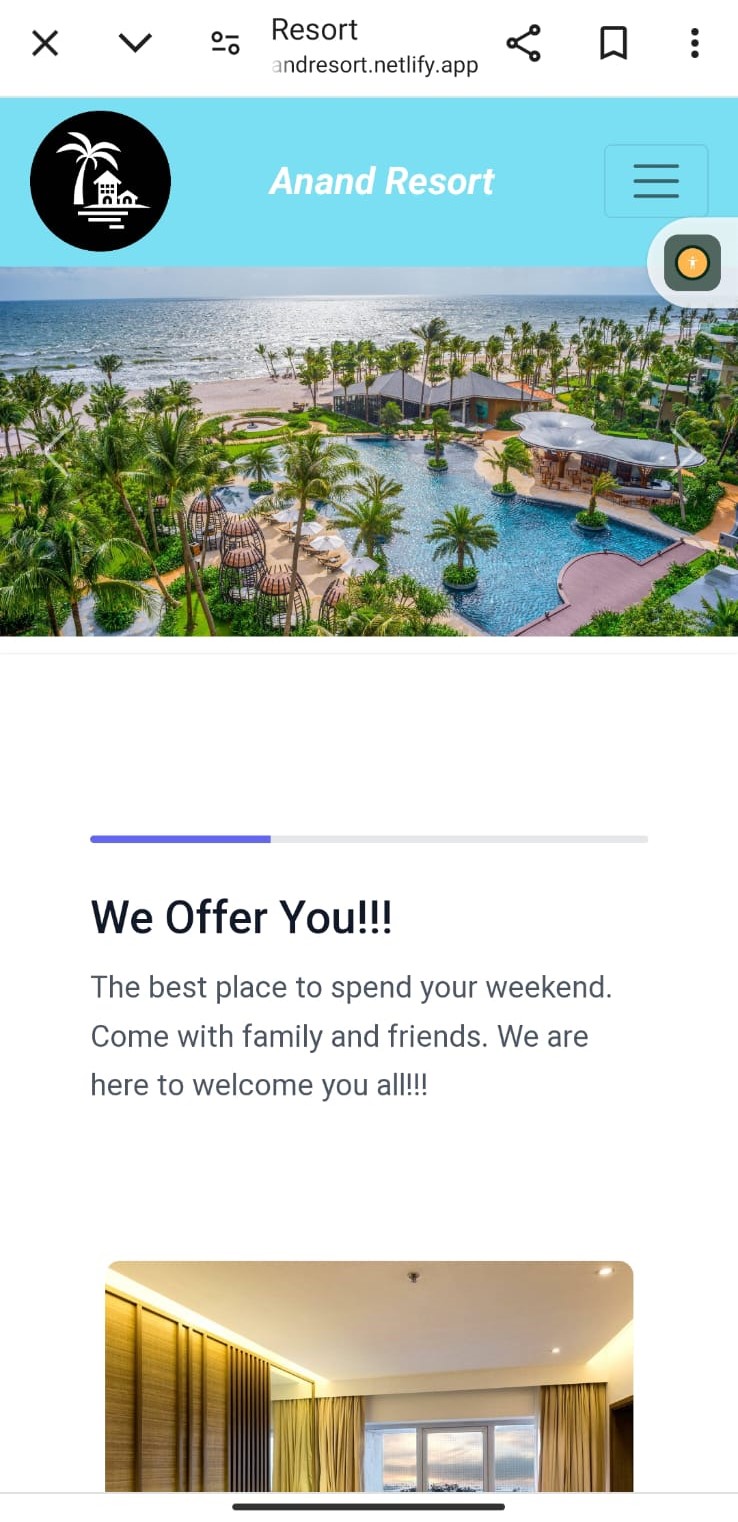 Resort
andresort.netlify.app
Anand Resort
We Offer You!!!
The best place to spend your weekend.
Come with family and friends. We are
here to welcome you all!!!